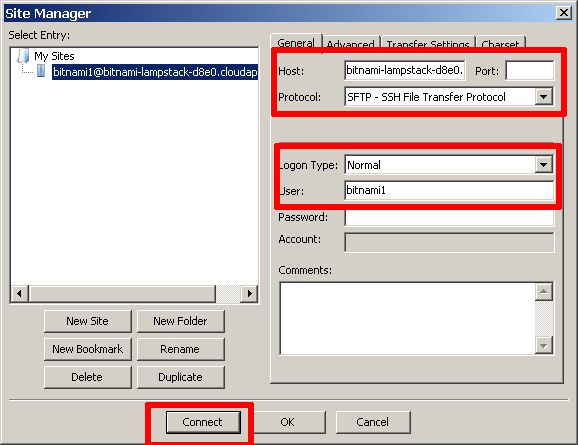 Site Manager
Select Entry:
My Sites
bitnami1@bitnami-lampstack-d8e0.cloudap
New Site
New Folder
New Bookmark
Rename
Delete
Duplicate
General
Advanced
Transfer Settings
Charset
Host:
bitnami-lampstack-d8e0.
Port:
Protocol:
SFTP - SSH File Transfer Protocol
Logon Type:
Normal
User:
bitnami1
Password:
Account:
Comments:
Connect
OK
Cancel